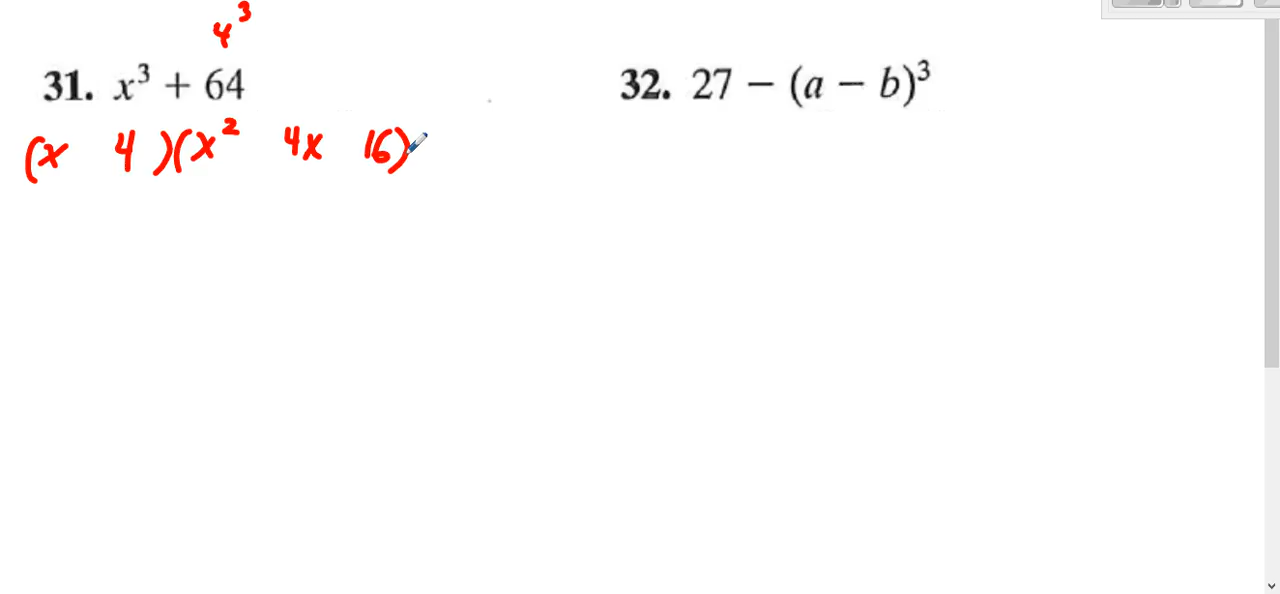 4³
31. x³ + 64
32. 27 − (a − b)³
(x 4 )(x² 4x 16)